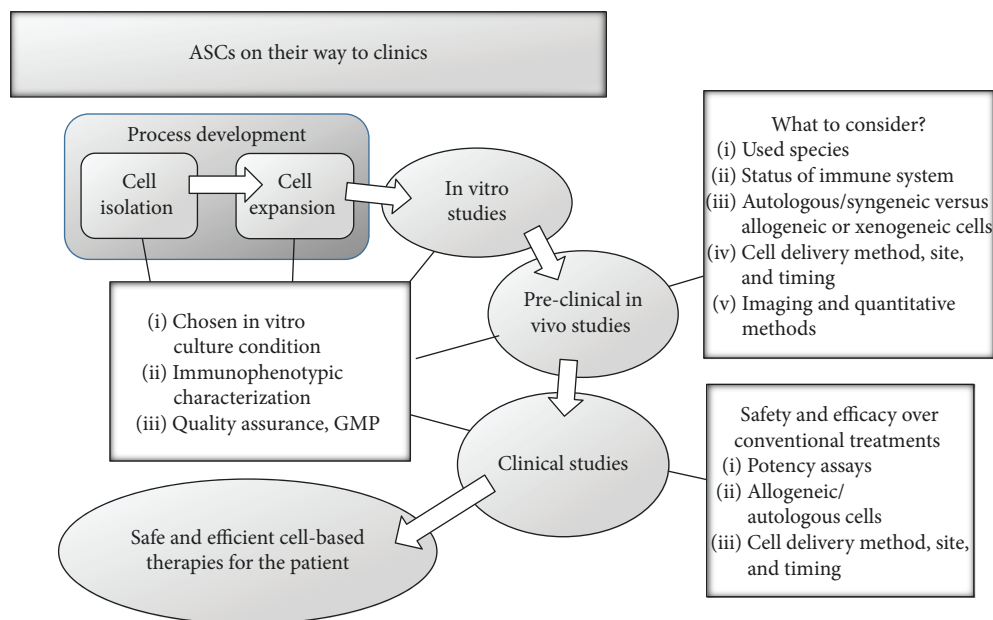 ASCs on their way to clinics
Process development
Cell
isolation
Cell
expansion
In vitro
studies
What to consider?
(i) Used species
(ii) Status of immune system
(iii) Autologous/syngeneic versus
allogeneic or xenogeneic cells
(iv) Cell delivery method, site,
and timing
(v) Imaging and quantitative
methods
Pre-clinical in
vivo studies
(i) Chosen in vitro
culture condition
(ii) Immunophenotypic
characterization
(iii) Quality assurance, GMP
Clinical studies
Safety and efficacy over
conventional treatments
(i) Potency assays
(ii) Allogeneic/
autologous cells
(iii) Cell delivery method, site,
and timing
Safe and efficient cell-based
therapies for the patient